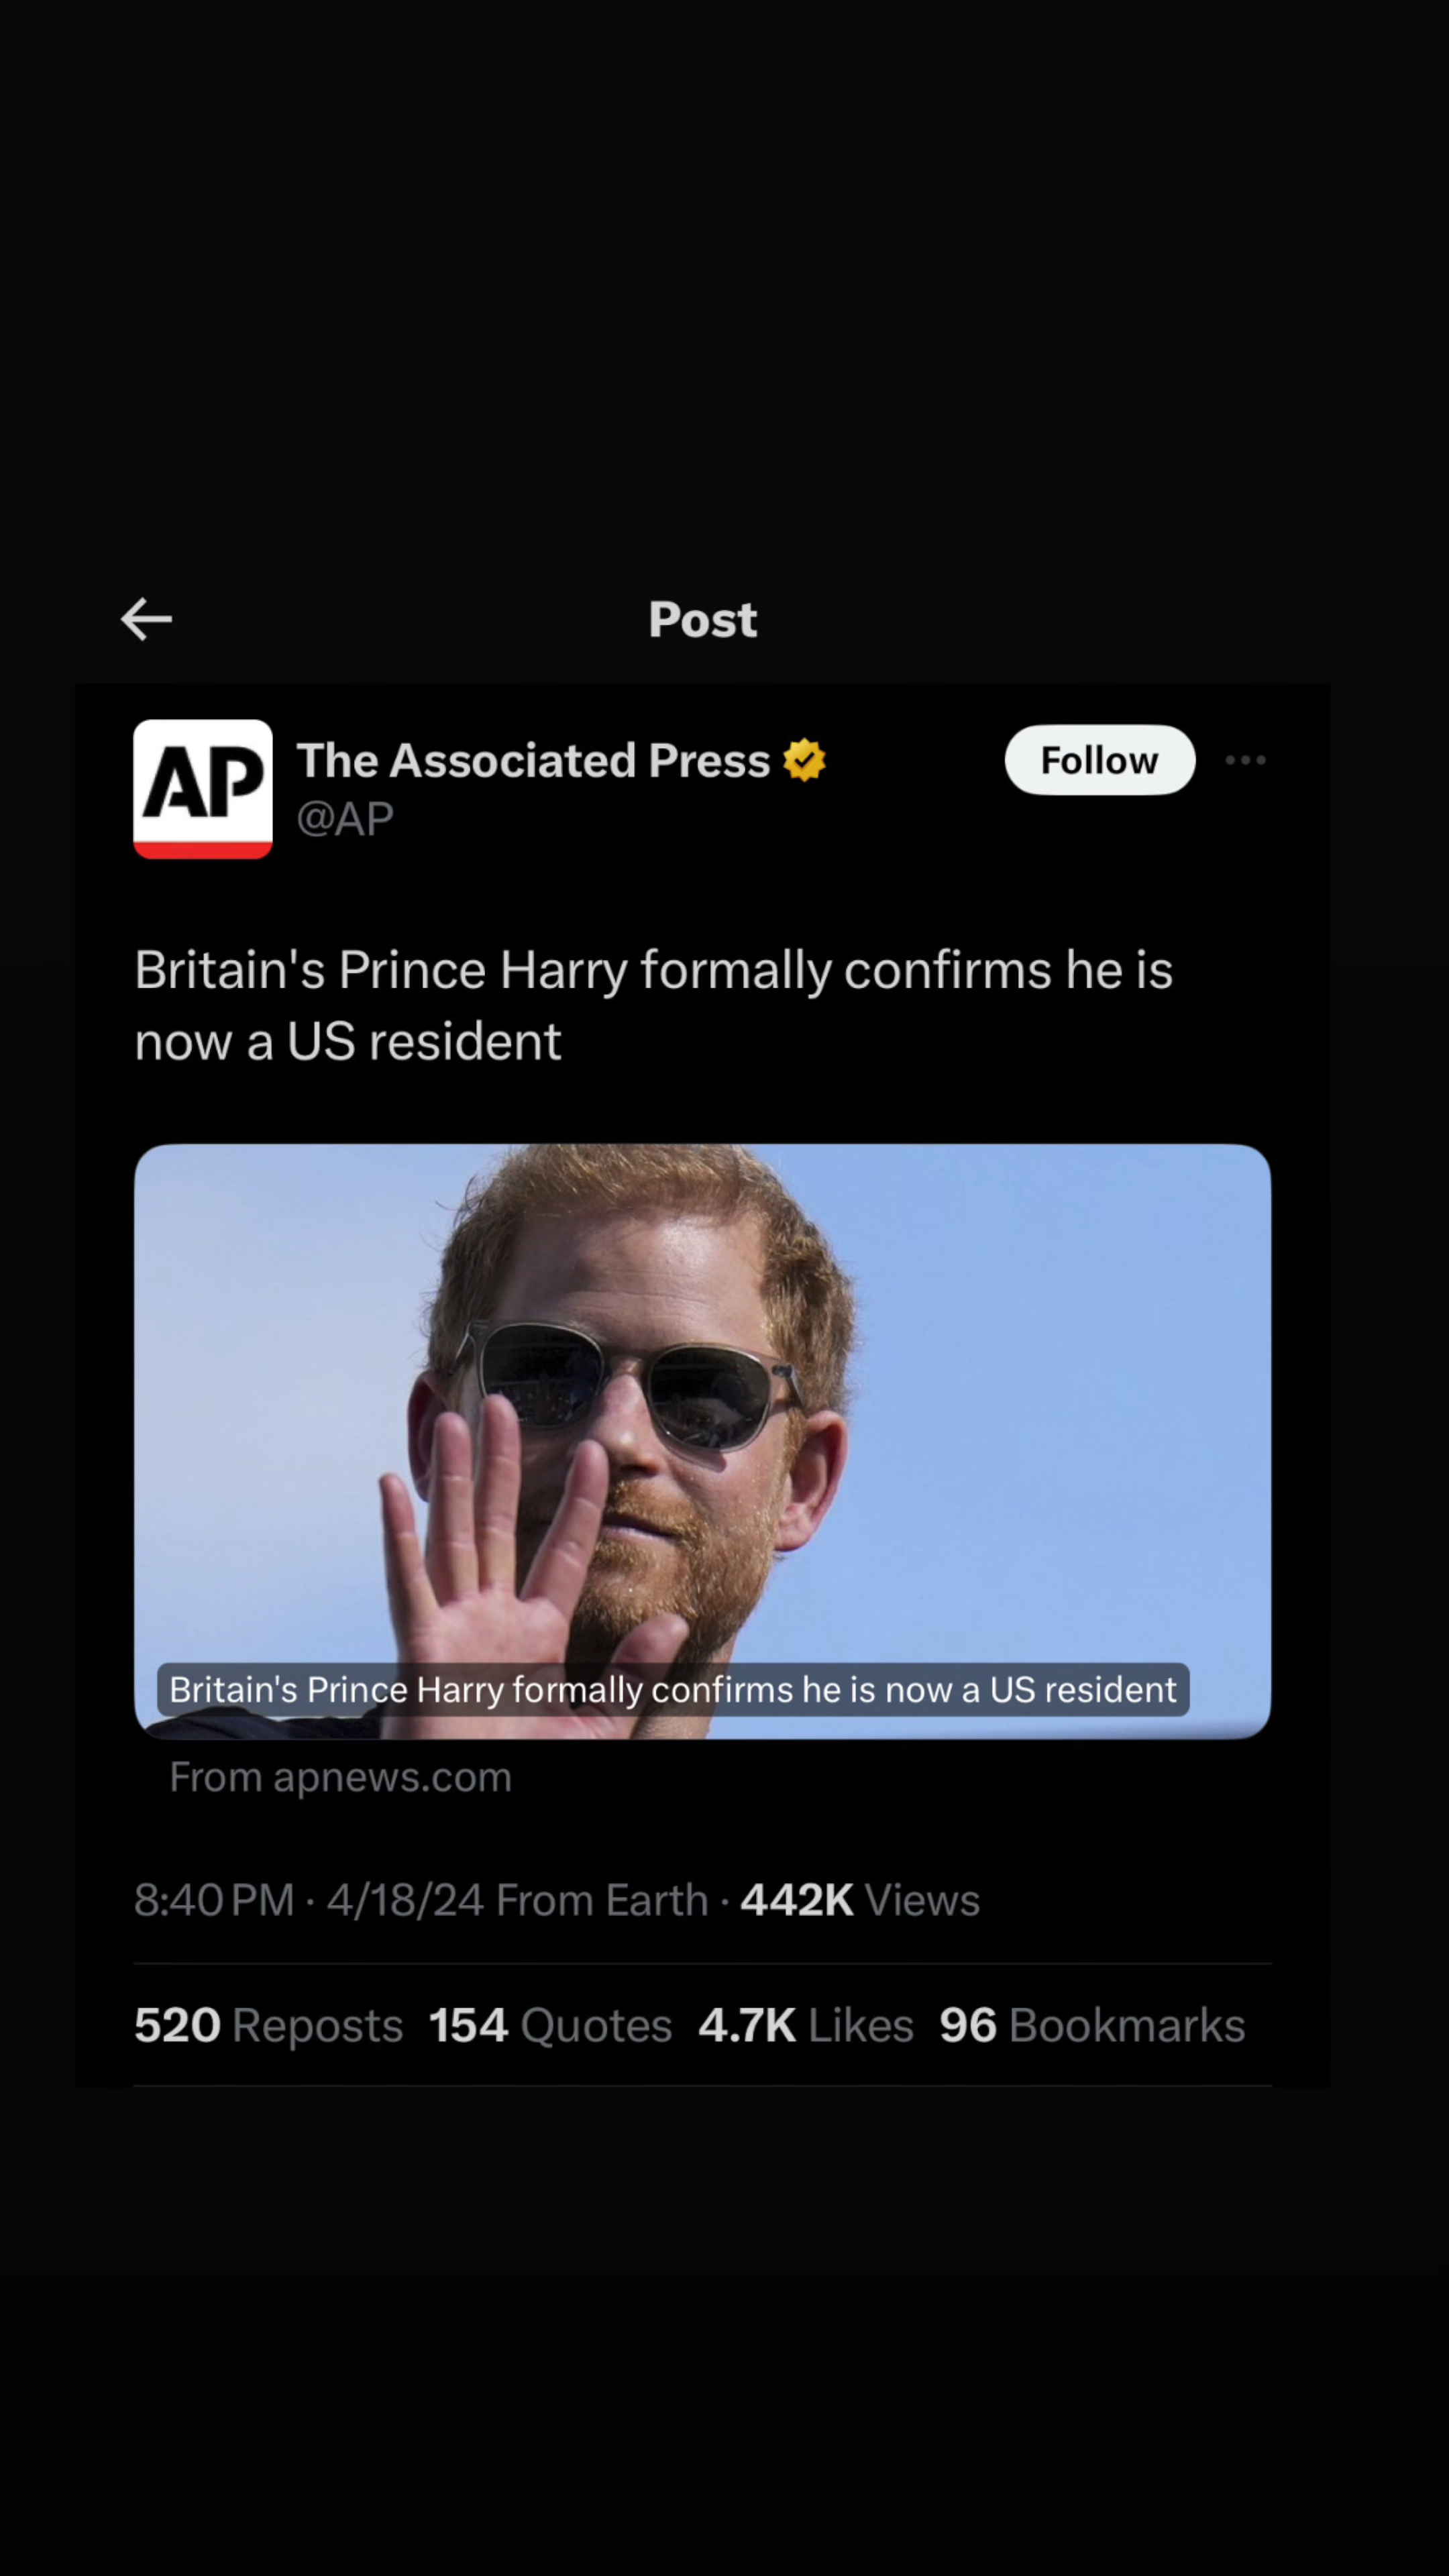 Post
AP
The Associated Press
Follow
@AP
Britain's Prince Harry formally confirms he is
now a US resident
Britain's Prince Harry formally confirms he is now a US resident
From apnews.com
8:40 PM · 4/18/24 From Earth · 442K Views
520 Reposts 154 Quotes 4.7K Likes 96 Bookmarks